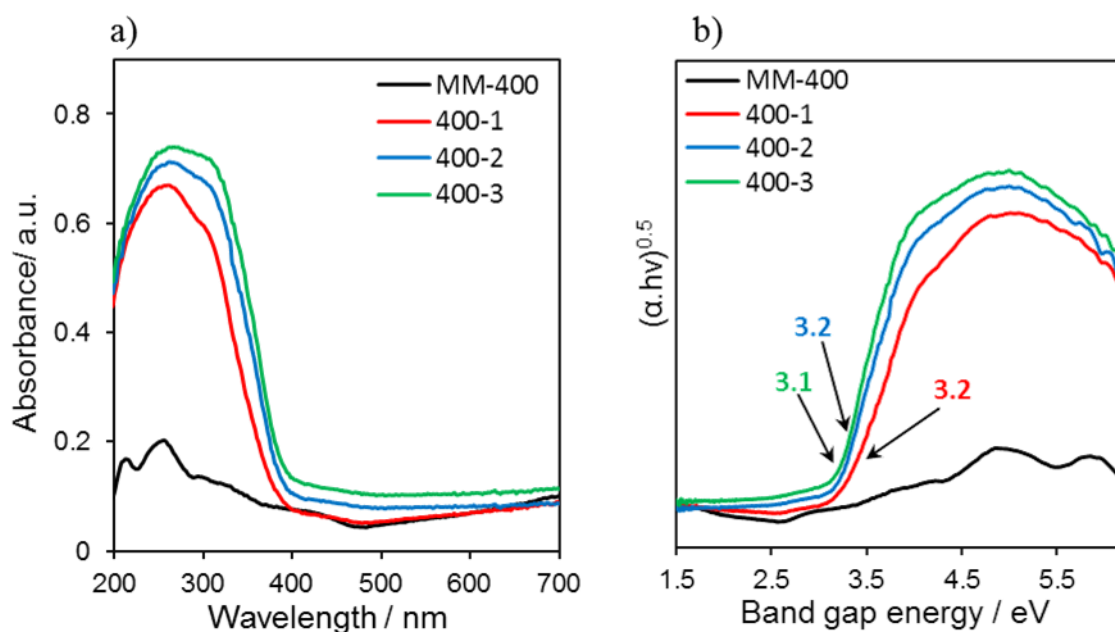 a)
MM-400
400-1
400-2
400-3
0.8
0.6
0.4
0.2
0
Absorbance/ a.u.
200 300 400 500 600 700
Wavelength / nm
b)
MM-400
400-1
400-2
400-3
(α.hν)^0.5
3.2
3.1
3.2
1.5 2.5 3.5 4.5 5.5
Band gap energy / eV